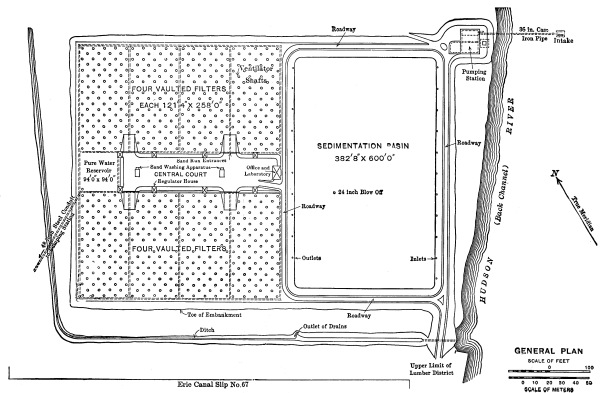 Roadway
36 in. Cast
Iron Pipe
Intake
Pumping
Station
Ventilator
Shafts
FOUR VAULTED FILTERS
EACH 121'4" X 258'0"
SEDIMENTATION BASIN
382'8" X 600'0"
Roadway
HUDSON RIVER
(Back Channel)
N
True Meridian
Sand Run Entrances
Sand Washing Apparatus
CENTRAL COURT
Regulator House
Office and
Laboratory
Pure Water
Reservoir
94'0 x 94'0"
24 Inch Blow Off
Roadway
Steel Conduit
FOUR VAULTED FILTERS
Outlets
Inlets
Toe of Embankment
Roadway
Ditch
Outlet of Drains
Upper Limit of
Lumber District
Erie Canal Slip No.67
GENERAL PLAN
SCALE OF FEET
0 100
0 10 20 30 40 50
SCALE OF METERS